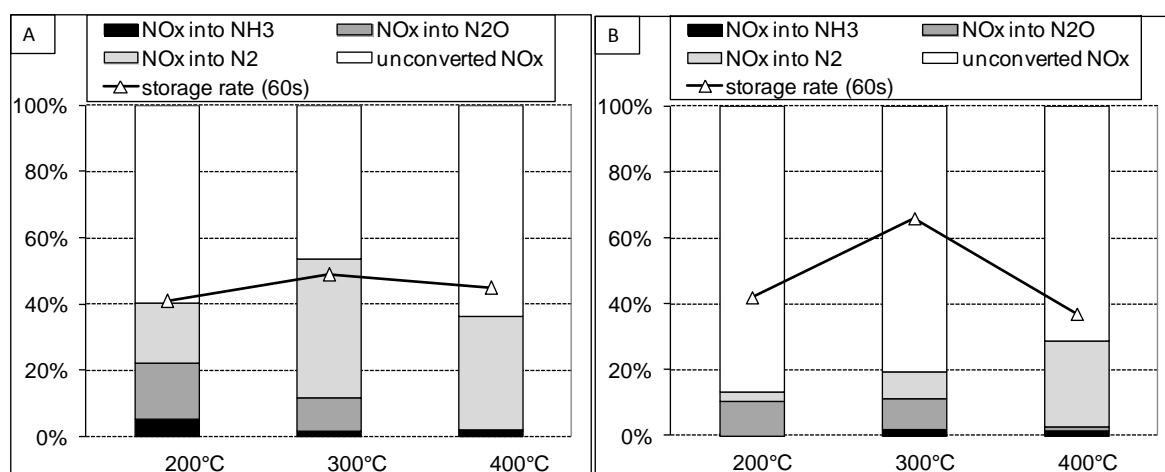 A
NOx into NH3 NOx into N2O
NOx into N2 unconverted NOx
storage rate (60s)
100%
80%
60%
40%
20%
0%
200°C 300°C 400°C
B
NOx into NH3 NOx into N2O
NOx into N2 unconverted NOx
storage rate (60s)
100%
80%
60%
40%
20%
0%
200°C 300°C 400°C